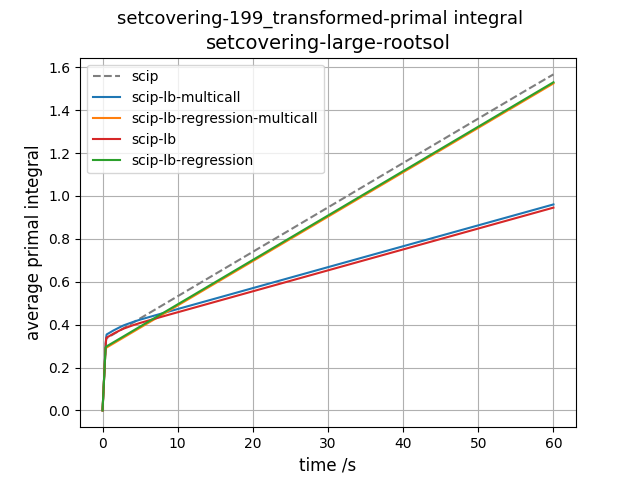 setcovering-199_transformed-primal integral
setcovering-large-rootsol
scip
scip-lb-multicall
scip-lb-regression-multicall
scip-lb
scip-lb-regression
average primal integral
1.6
1.4
1.2
1.0
0.8
0.6
0.4
0.2
0.0
0 10 20 30 40 50 60
time /s